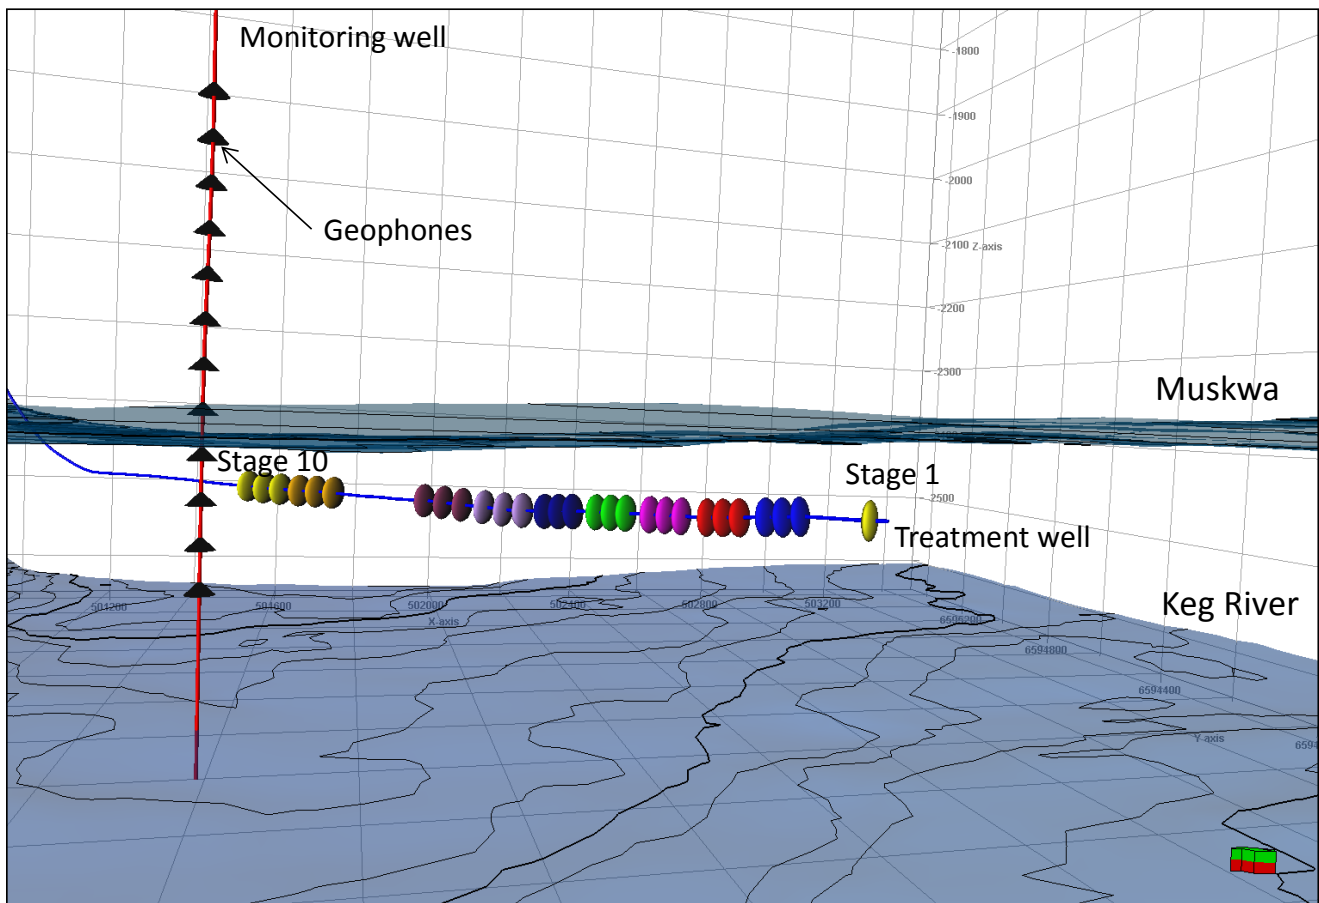 Monitoring well
-1800
-1900
-2000
Geophones
-2100 Z-axis
-2200
-2300
Muskwa
Stage 10
Stage 1
2500
Treatment well
Keg River
501200
501600
502000
502400
502800
503200
X-axis
6595200
6594800
6594400
Y axis